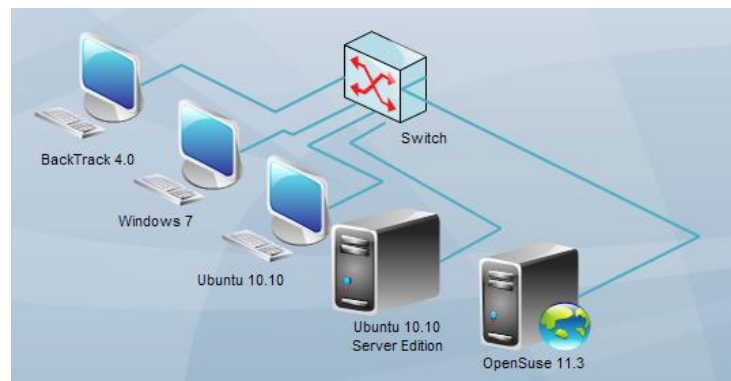 Switch
BackTrack 4.0
Windows 7
Ubuntu 10.10
Ubuntu 10.10
Server Edition
OpenSuse 11.3